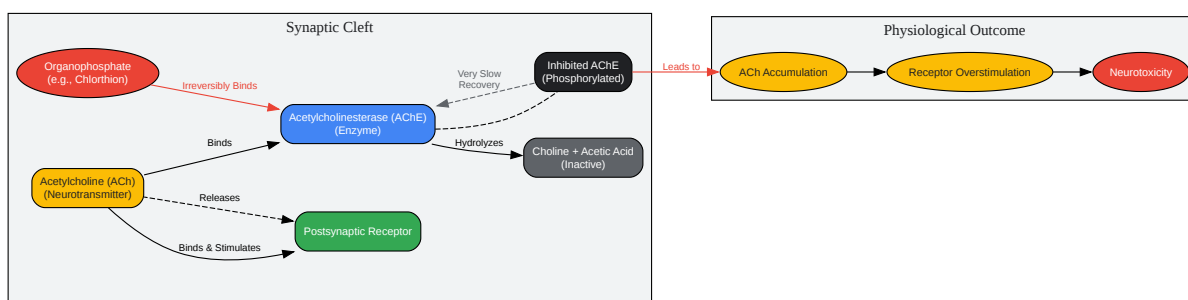 Synaptic Cleft
Physiological Outcome
Organophosphate
(e.g., Chlorthion)
Irreversibly Binds
Very Slow
Recovery
Inhibited AChE
(Phosphorylated)
Leads to
ACh Accumulation
Receptor Overstimulation
Neurotoxicity
Acetylcholinesterase (AChE)
(Enzyme)
Binds
Hydrolyzes
Choline + Acetic Acid
(Inactive)
Acetylcholine (ACh)
(Neurotransmitter)
Releases
Postsynaptic Receptor
Binds & Stimulates